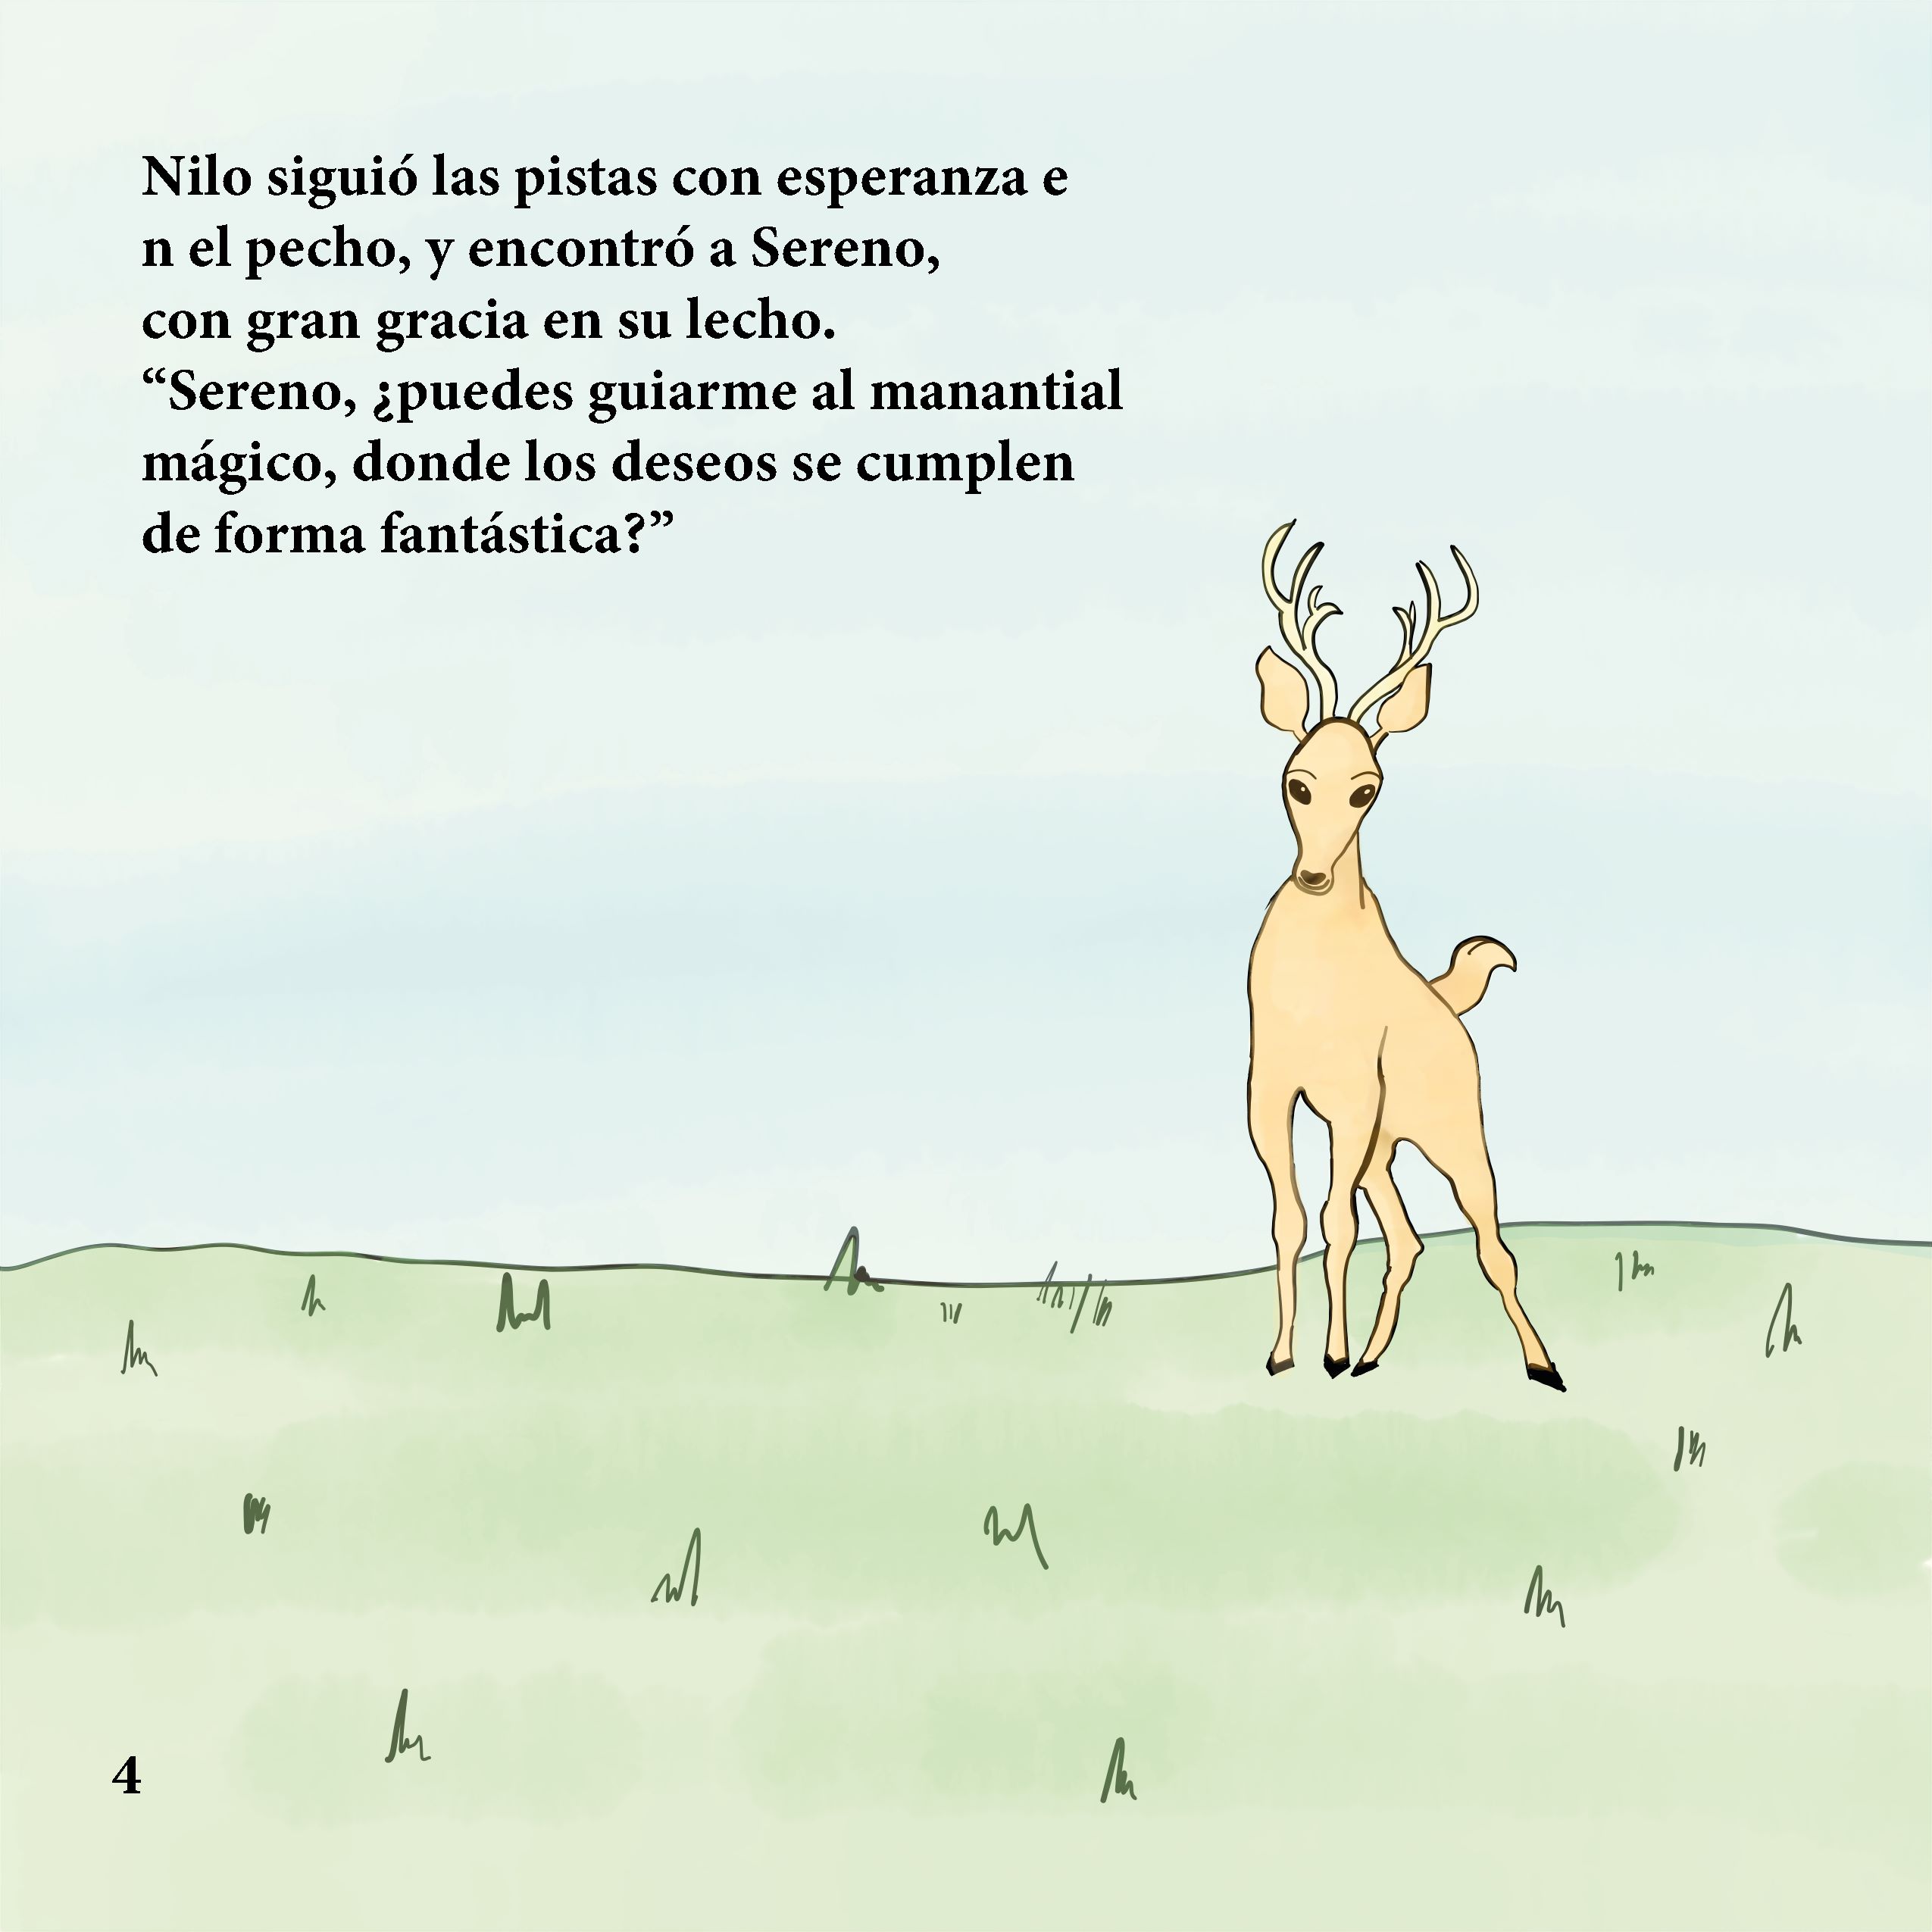 Nilo siguió las pistas con esperanza e
n el pecho, y encontró a Sereno,
con gran gracia en su lecho.
“Sereno, ¿puedes guiarme al manantial
mágico, donde los deseos se cumplen
de forma fantástica?”
4